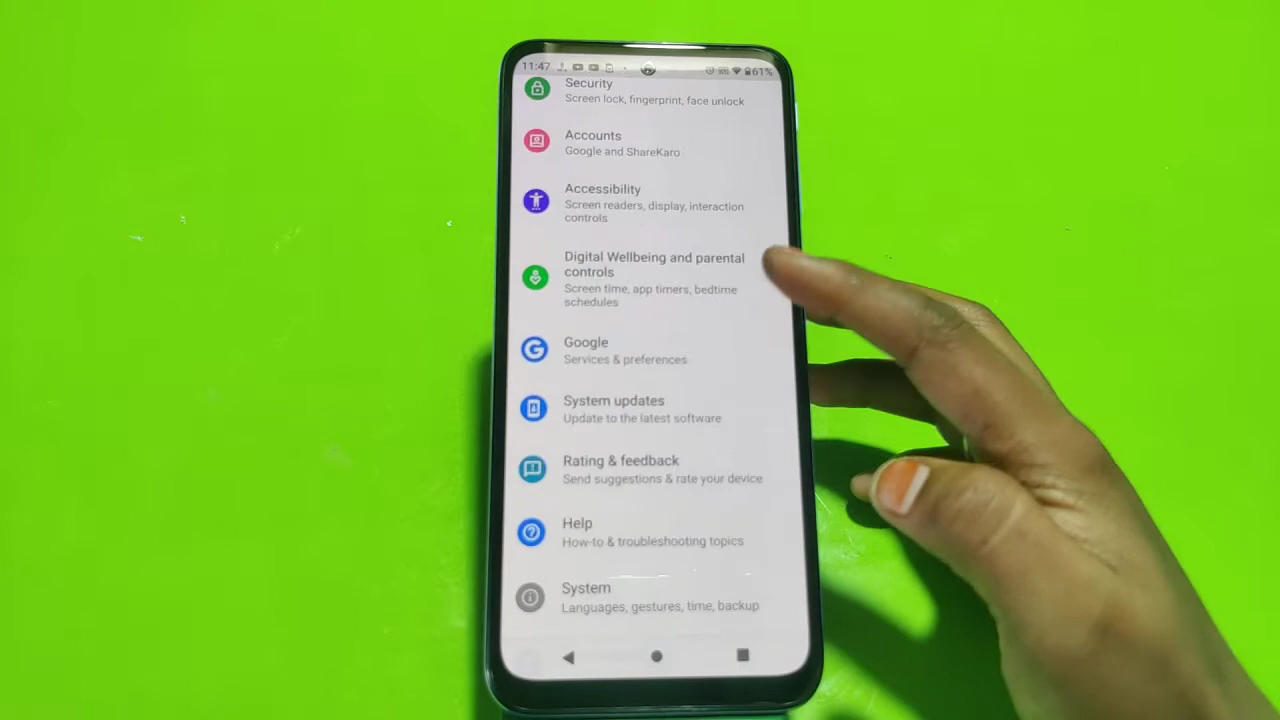 11:47 61%
Security
Screen lock, fingerprint, face unlock
Accounts
Google and ShareKaro
Accessibility
Screen readers, display, interaction
controls
Digital Wellbeing and parental
controls
Screen time, app timers, bedtime
schedules
Google
Services & preferences
System updates
Update to the latest software
Rating & feedback
Send suggestions & rate your device
Help
How-to & troubleshooting topics
System
Languages, gestures, time, backup